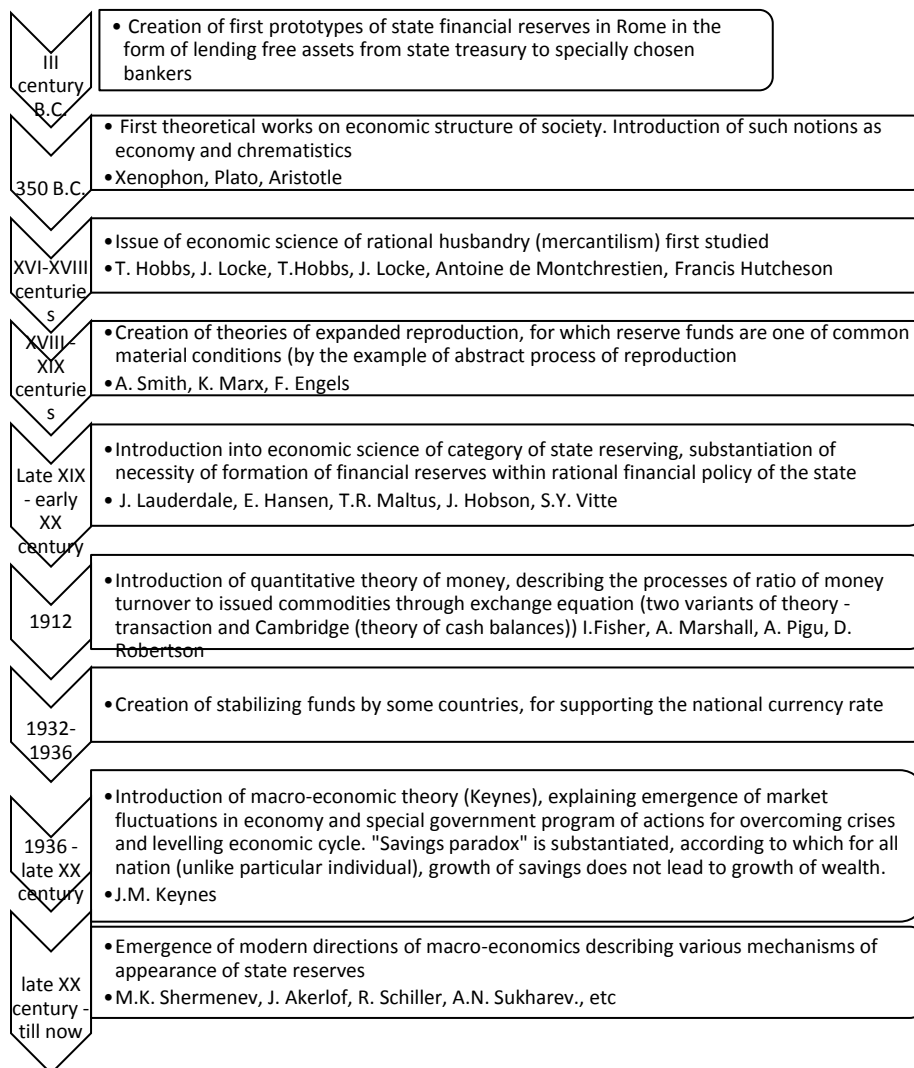 III
century
B.C.
• Creation of first prototypes of state financial reserves in Rome in the
form of lending free assets from state treasury to specially chosen
bankers
350 B.C.
• First theoretical works on economic structure of society. Introduction of such notions as
economy and chrematistics
•Xenophon, Plato, Aristotle
XVI-XVIII
centurie
s
•Issue of economic science of rational husbandry (mercantilism) first studied
•T. Hobbs, J. Locke, T.Hobbs, J. Locke, Antoine de Montchrestien, Francis Hutcheson
XVIII -
XIX
centurie
s
•Creation of theories of expanded reproduction, for which reserve funds are one of common
material conditions (by the example of abstract process of reproduction
•A. Smith, K. Marx, F. Engels
Late XIX
- early
XX
century
•Introduction into economic science of category of state reserving, substantiation of
necessity of formation of financial reserves within rational financial policy of the state
• J. Lauderdale, E. Hansen, T.R. Maltus, J. Hobson, S.Y. Vitte
1912
•Introduction of quantitative theory of money, describing the processes of ratio of money
turnover to issued commodities through exchange equation (two variants of theory -
transaction and Cambridge (theory of cash balances)) I.Fisher, A. Marshall, A. Pigu, D.
Robertson
1932-
1936
•Creation of stabilizing funds by some countries, for supporting the national currency rate
1936 -
late XX
century
•Introduction of macro-economic theory (Keynes), explaining emergence of market
fluctuations in economy and special government program of actions for overcoming crises
and levelling economic cycle. "Savings paradox" is substantiated, according to which for all
nation (unlike particular individual), growth of savings does not lead to growth of wealth.
•J.M. Keynes
late XX
century -
till now
•Emergence of modern directions of macro-economics describing various mechanisms of
appearance of state reserves
•M.K. Shermenev, J. Akerlof, R. Schiller, A.N. Sukharev., etc